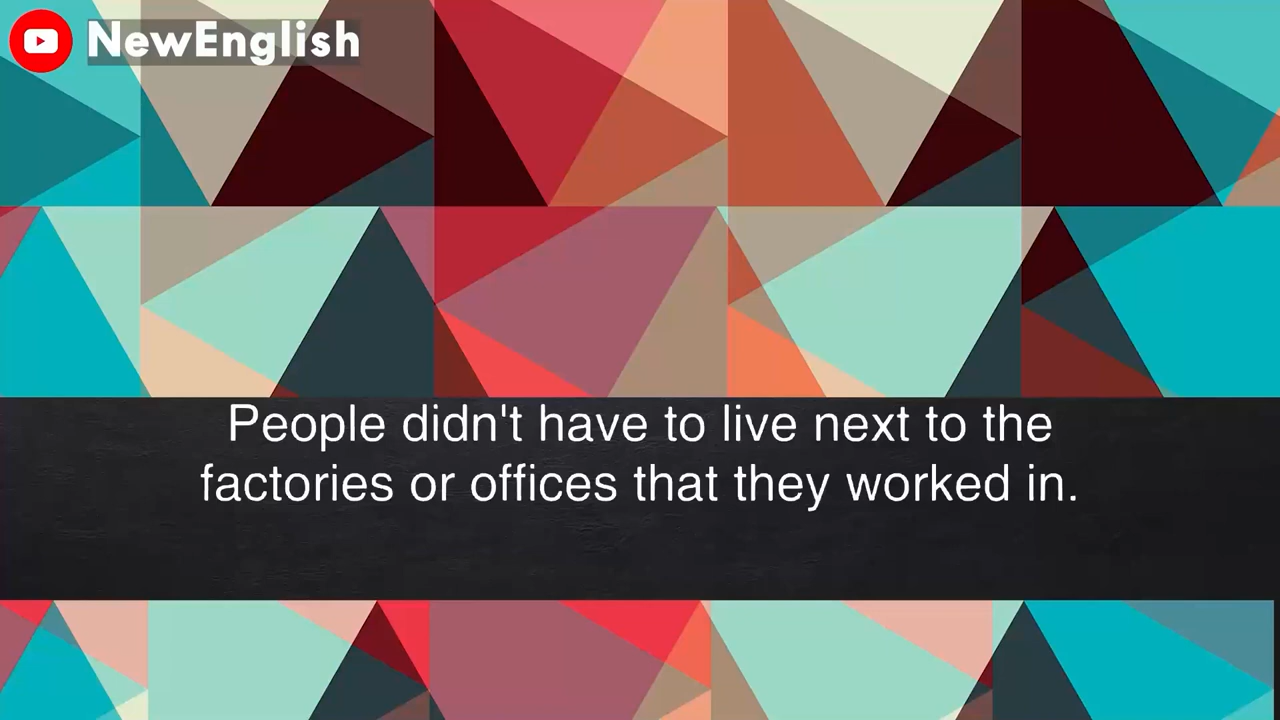 NewEnglish
People didn't have to live next to the
factories or offices that they worked in.